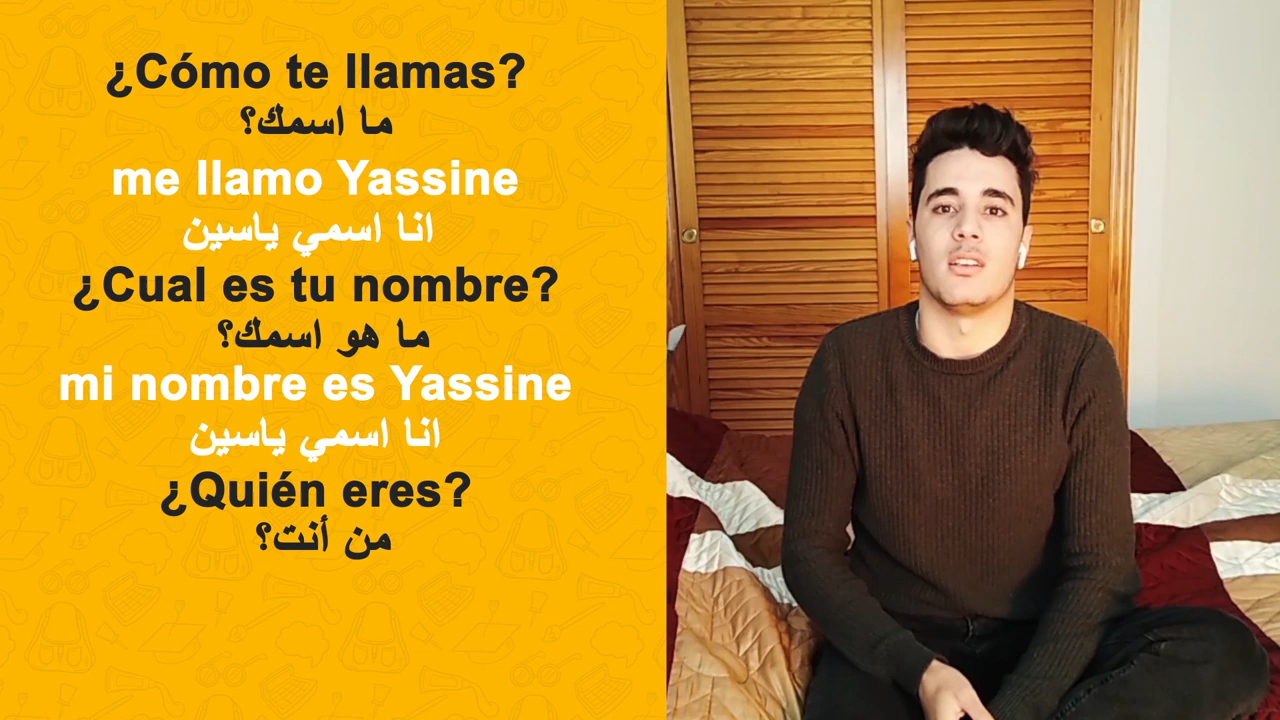 ¿Cómo te llamas?
ما اسمك؟
me llamo Yassine
انا اسمي ياسين
¿Cual es tu nombre?
ما هو اسمك؟
mi nombre es Yassine
انا اسمي ياسين
¿Quién eres?
من أنت؟